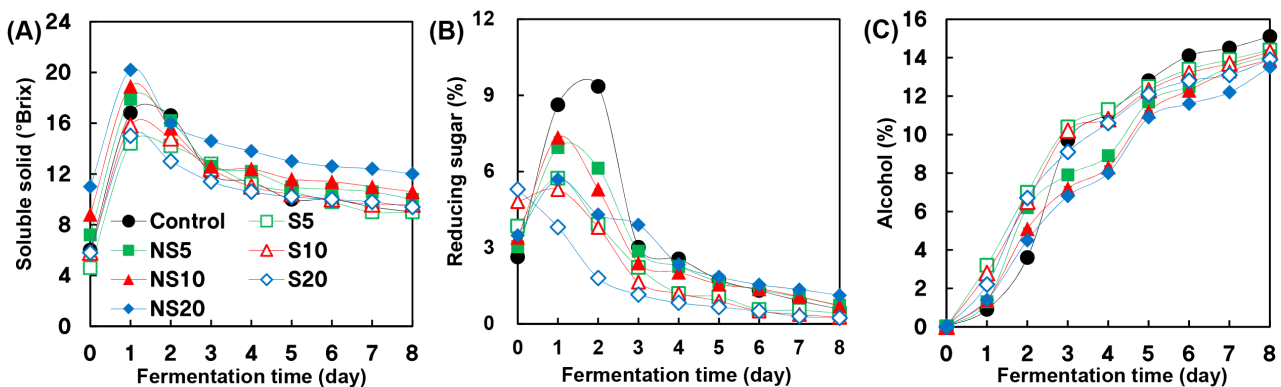 (A)
Soluble solid (°Brix)
24
20
16
12
8
4
0
Control
S5
NS5
S10
NS10
S20
NS20
0 1 2 3 4 5 6 7 8
Fermentation time (day)
(B)
Reducing sugar (%)
12
9
6
3
0
0 1 2 3 4 5 6 7 8
Fermentation time (day)
(C)
Alcohol (%)
16
14
12
10
8
6
4
2
0
0 1 2 3 4 5 6 7 8
Fermentation time (day)